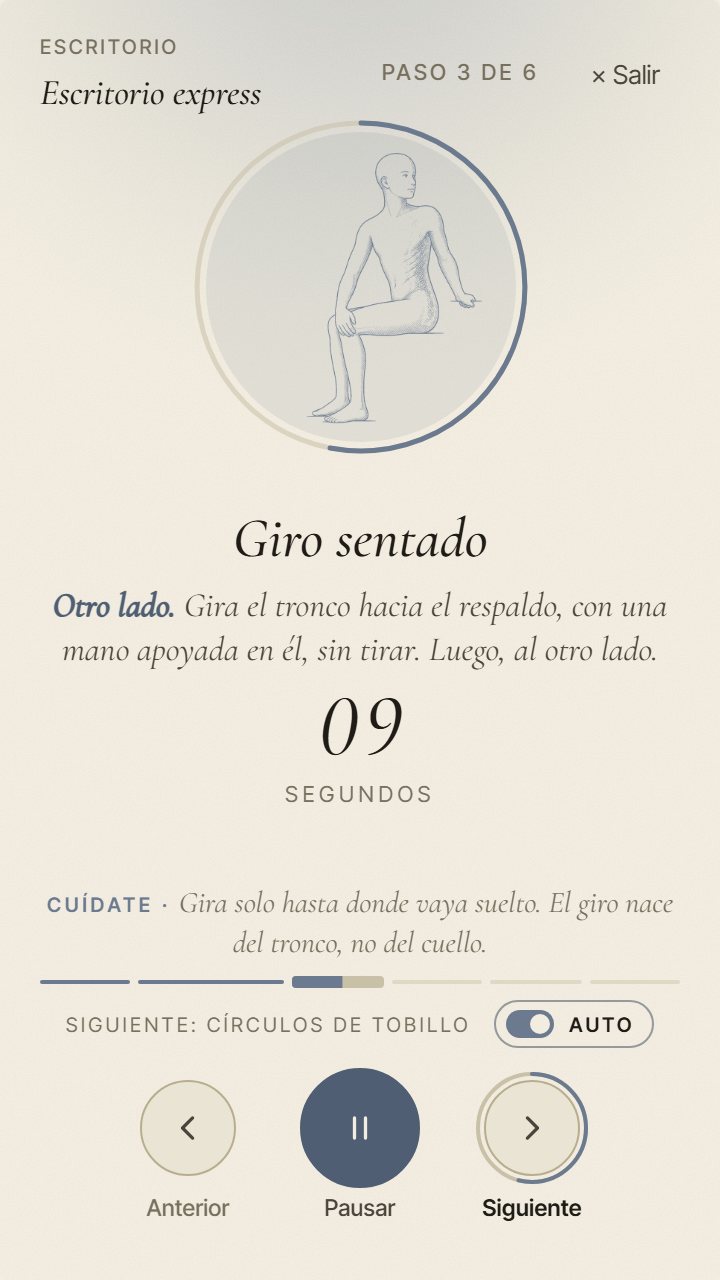 ESCRITORIO
Escritorio express
PASO 3 DE 6
× Salir
Giro sentado
Otro lado. Gira el tronco hacia el respaldo, con una
mano apoyada en él, sin tirar. Luego, al otro lado.
09
SEGUNDOS
CUÍDATE · Gira solo hasta donde vaya suelto. El giro nace
del tronco, no del cuello.
SIGUIENTE: CÍRCULOS DE TOBILLO
AUTO
Anterior
Pausar
Siguiente